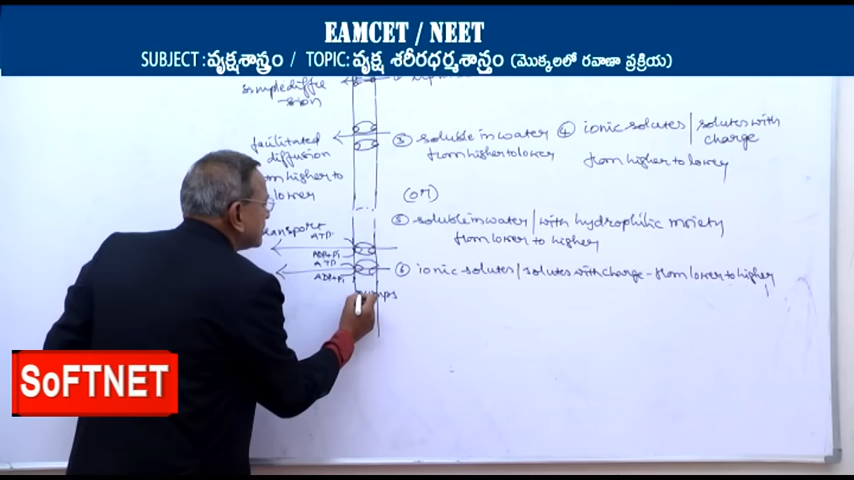 EAMCET / NEET
SUBJECT : వృక్షశాస్త్రం / TOPIC: వృక్ష శరీరధర్మశాస్త్రం (మొక్కలలో రవాణా ప్రక్రియ)
simple diffu
-sion
facilitated
diffusion
from higher to
lower
③ soluble in water
from higher to lower
④ ionic solutes / solutes with
charge
from higher to lower
(or)
⑤ soluble in water / with hydrophilic moiety
from lower to higher
transport
ATP
ADP+Pi
ATP
ADP+Pi
⑥ ionic solutes / solutes with charge - from lower to higher
pumps
SoFTNET